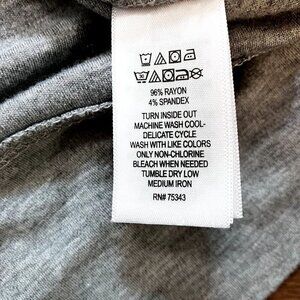 96% RAYON
4% SPANDEX
TURN INSIDE OUT
MACHINE WASH COOL-
DELICATE CYCLE
WASH WITH LIKE COLORS
ONLY NON-CHLORINE
BLEACH WHEN NEEDED
TUMBLE DRY LOW
MEDIUM IRON
RN# 75343